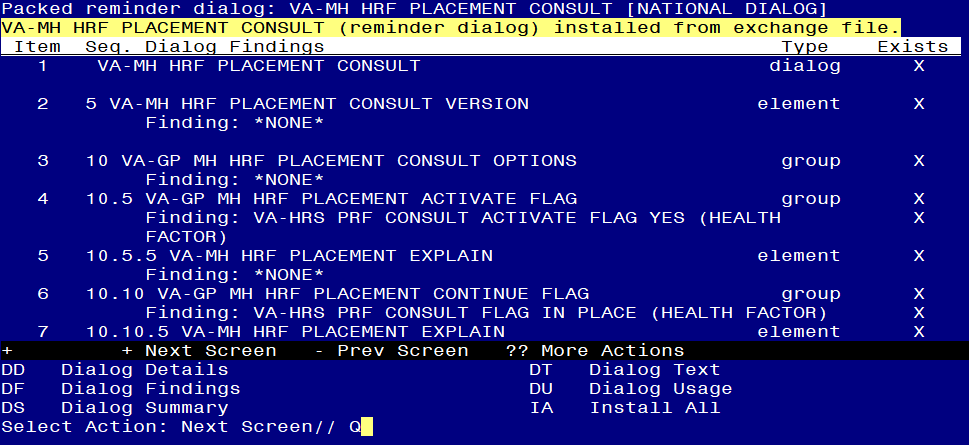 Packed reminder dialog: VA-MH HRF PLACEMENT CONSULT [NATIONAL DIALOG]
VA-MH HRF PLACEMENT CONSULT (reminder dialog) installed from exchange file.
Item Seq. Dialog Findings Type Exists
1 VA-MH HRF PLACEMENT CONSULT dialog X
2 5 VA-MH HRF PLACEMENT CONSULT VERSION element X
Finding: *NONE*
3 10 VA-GP MH HRF PLACEMENT CONSULT OPTIONS group X
Finding: *NONE*
4 10.5 VA-GP MH HRF PLACEMENT ACTIVATE FLAG group X
Finding: VA-HRS PRF CONSULT ACTIVATE FLAG YES (HEALTH X
FACTOR)
5 10.5.5 VA-MH HRF PLACEMENT EXPLAIN element X
Finding: *NONE*
6 10.10 VA-GP MH HRF PLACEMENT CONTINUE FLAG group X
Finding: VA-HRS PRF CONSULT FLAG IN PLACE (HEALTH FACTOR) X
7 10.10.5 VA-MH HRF PLACEMENT EXPLAIN element X
+ + Next Screen - Prev Screen ?? More Actions
DD Dialog Details DT Dialog Text
DF Dialog Findings DU Dialog Usage
DS Dialog Summary IA Install All
Select Action: Next Screen// Q